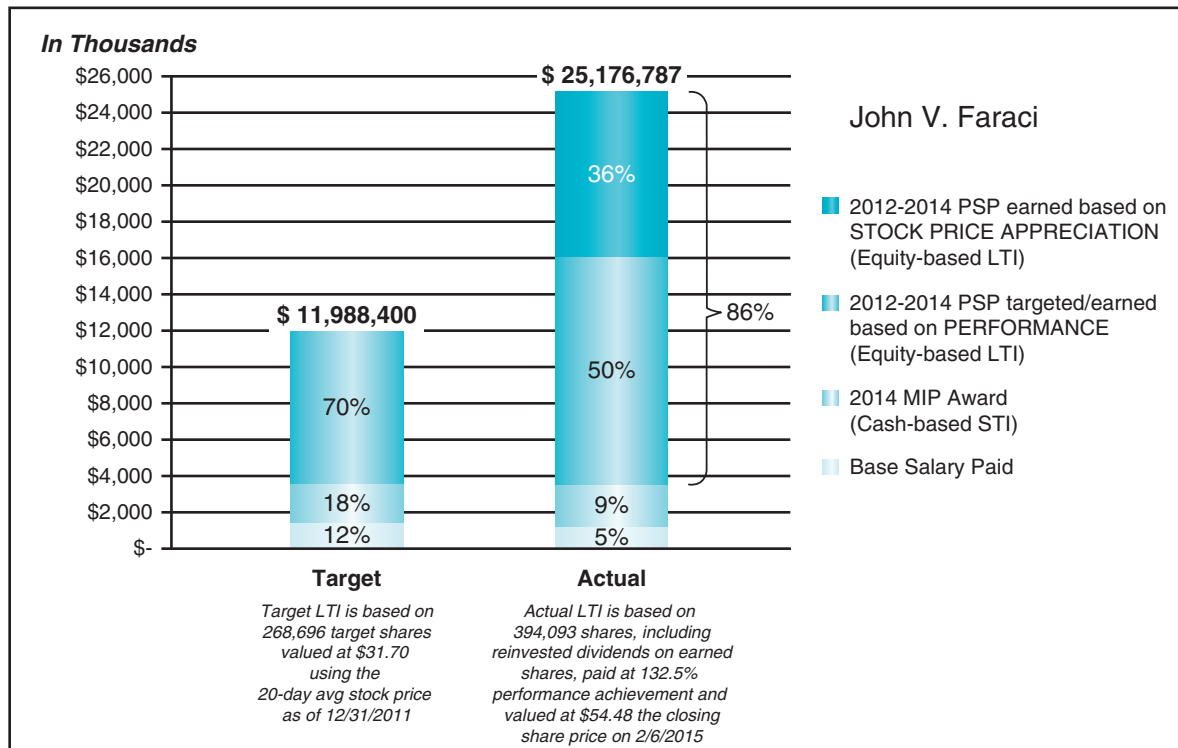 In Thousands
$26,000
$24,000
$22,000
$20,000
$18,000
$16,000
$14,000
$12,000
$10,000
$8,000
$6,000
$4,000
$2,000
$-
$ 11,988,400
70%
18%
12%
$ 25,176,787
36%
50%
9%
5%
86%
Target
Target LTI is based on
268,696 target shares
valued at $31.70
using the
20-day avg stock price
as of 12/31/2011
Actual
Actual LTI is based on
394,093 shares, including
reinvested dividends on earned
shares, paid at 132.5%
performance achievement and
valued at $54.48 the closing
share price on 2/6/2015
John V. Faraci
2012-2014 PSP earned based on
STOCK PRICE APPRECIATION
(Equity-based LTI)
2012-2014 PSP targeted/earned
based on PERFORMANCE
(Equity-based LTI)
2014 MIP Award
(Cash-based STI)
Base Salary Paid